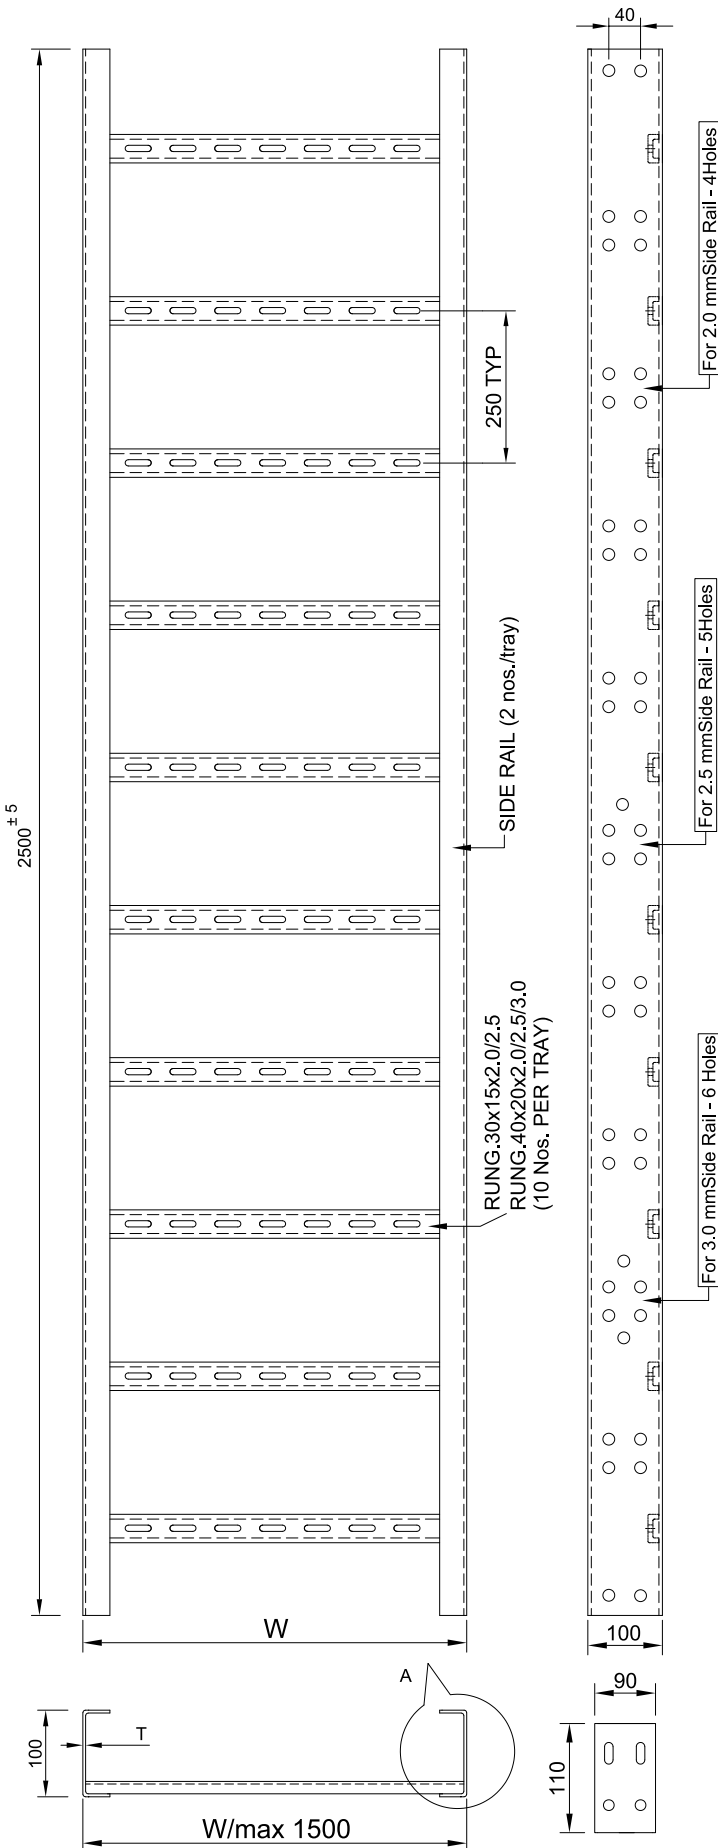 40
For 2.0 mmSide Rail - 4Holes
250 TYP
SIDE RAIL (2 nos./tray)
For 2.5 mmSide Rail - 5Holes
2500 ± 5
RUNG.30x15x2.0/2.5
RUNG.40x20x2.0/2.5/3.0
(10 Nos. PER TRAY)
For 3.0 mmSide Rail - 6 Holes
W
100
A
90
T
100
110
W/max 1500